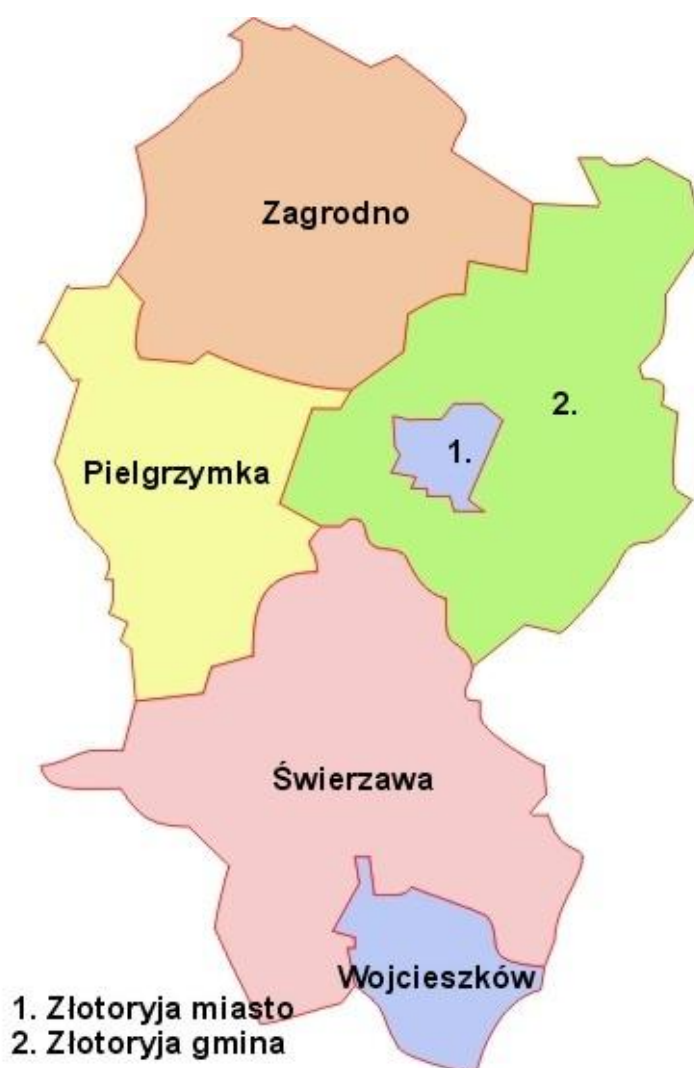 Zagrodno
2.
1.
Pielgrzymka
Świerzawa
Wojcieszków
1. Złotoryja miasto
2. Złotoryja gmina